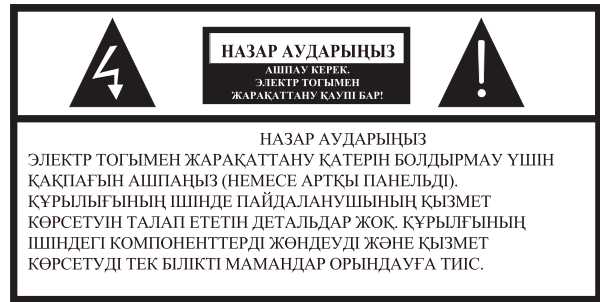 НАЗАР АУДАРЫҢЫЗ
АШПАУ КЕРЕК.
ЭЛЕКТР ТОГЫМЕН
ЖАРАҚАТТАНУ ҚАУПІ БАР!
НАЗАР АУДАРЫҢЫЗ
ЭЛЕКТР ТОГЫМЕН ЖАРАҚАТТАНУ ҚАТЕРІН БОЛДЫРМАУ ҮШІН
ҚАҚПАҒЫН АШПАҢЫЗ (НЕМЕСЕ АРТҚЫ ПАНЕЛЬДІ).
ҚҰРЫЛЫҒЫНЫҢ ІШІНДЕ ПАЙДАЛАНУШЫНЫҢ ҚЫЗМЕТ
КӨРСЕТУІН ТАЛАП ЕТЕТІН ДЕТАЛЬДАР ЖОҚ. ҚҰРЫЛҒЫНЫҢ
ІШІНДЕГІ КОМПОНЕНТТЕРДІ ЖӨНДЕУДІ ЖӘНЕ ҚЫЗМЕТ
КӨРСЕТУДІ ТЕК БІЛІКТІ МАМАНДАР ОРЫНДАУҒА ТИІС.